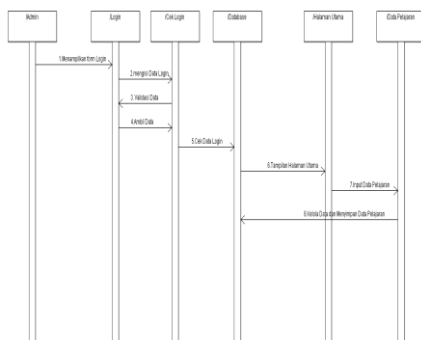 /Admin
/Login
/Cek Login
/Database
/Halaman Utama
/Data Pelajaran
1.Menampilkan form Login
2.mengisi Data Login
3. Validasi Data
4.Ambil Data
5.Cek Data Login
6.Tampilan Halaman Utama
7.Input Data Pelajaran
8.Kelola Data dan Menyimpan Data Pelajaran